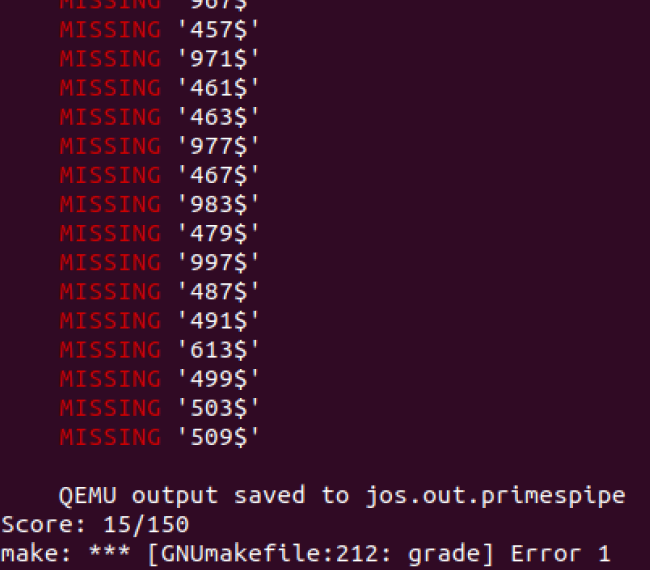 MISSING '967$'
MISSING '457$'
MISSING '971$'
MISSING '461$'
MISSING '463$'
MISSING '977$'
MISSING '467$'
MISSING '983$'
MISSING '479$'
MISSING '997$'
MISSING '487$'
MISSING '491$'
MISSING '613$'
MISSING '499$'
MISSING '503$'
MISSING '509$'
QEMU output saved to jos.out.primespipe
Score: 15/150
make: *** [GNUmakefile:212: grade] Error 1